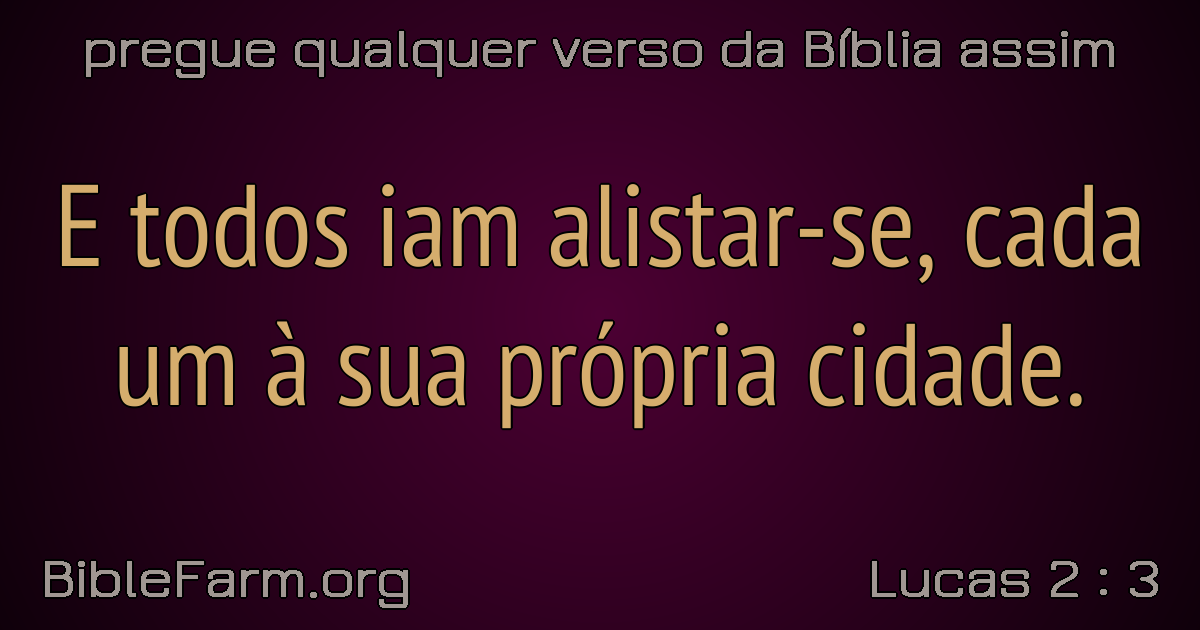 pregue qualquer verso da Bíblia assim
E todos iam alistar-se, cada
um à sua própria cidade.
BibleFarm.org
Lucas 2 : 3